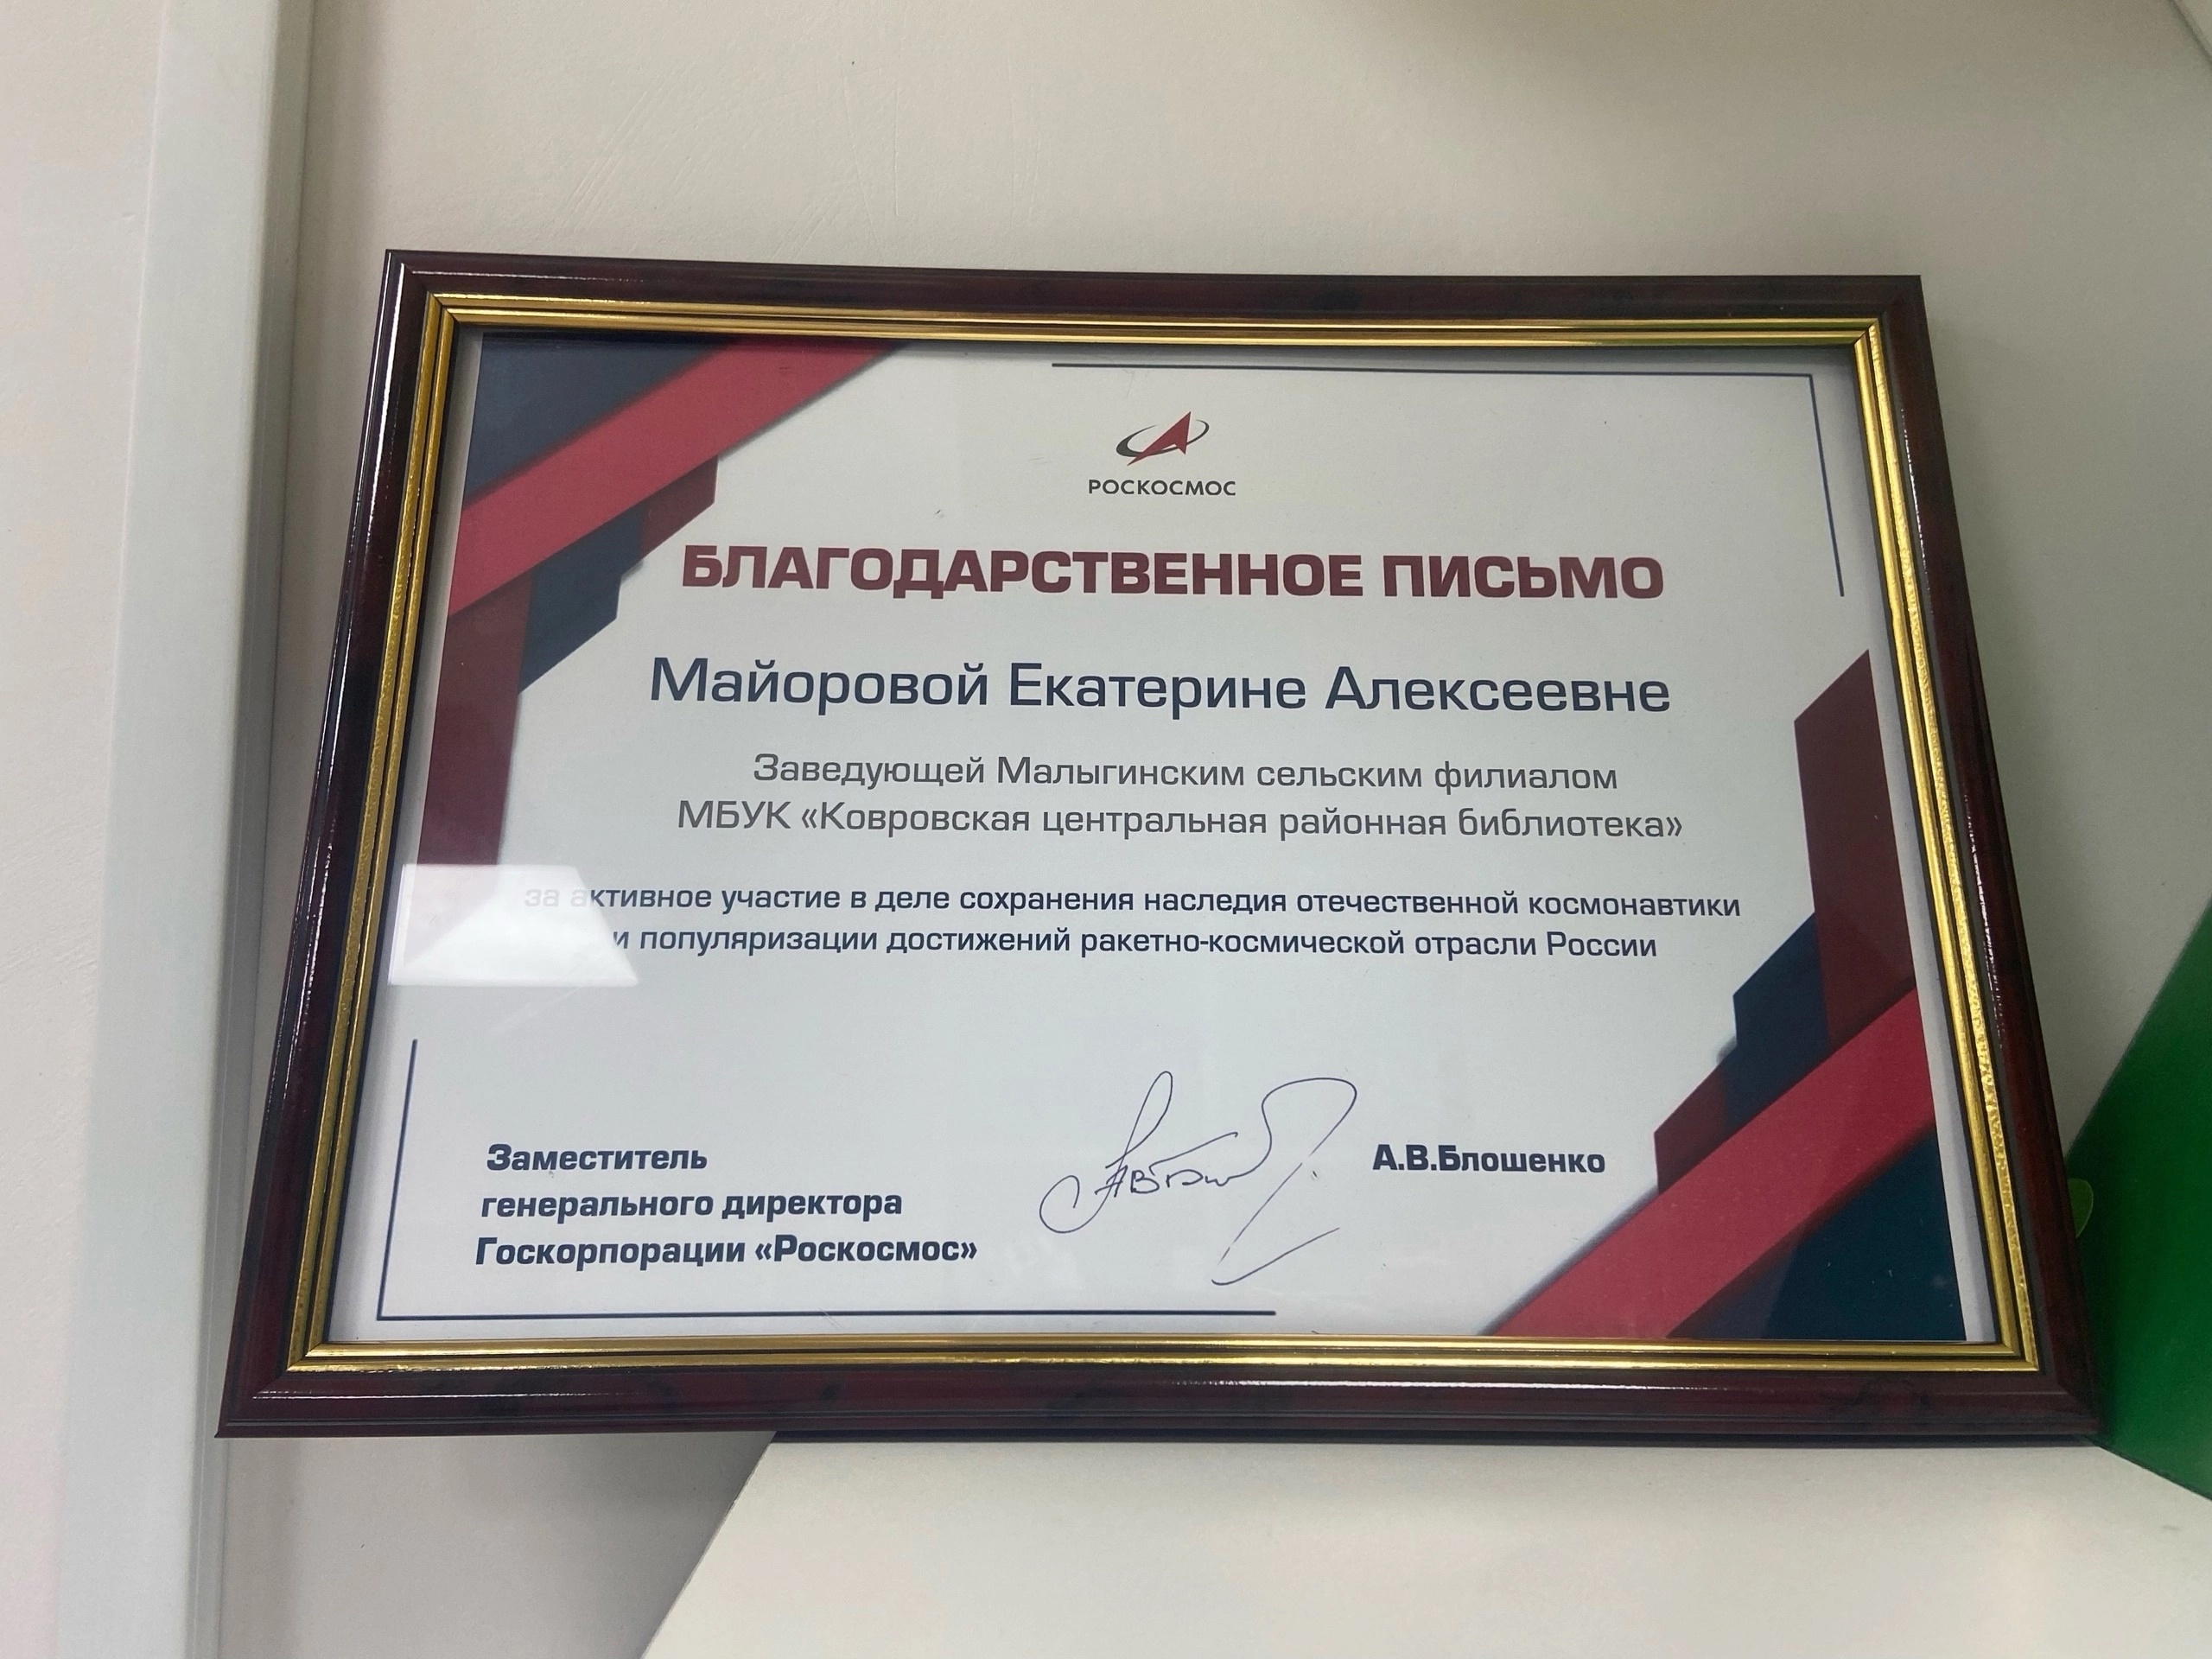 РОСКОСМОС
БЛАГОДАРСТВЕННОЕ ПИСЬМО
Майоровой Екатерине Алексеевне
Заведующей Малыгинским сельским филиалом
МБУК «Ковровская центральная районная библиотека»
за активное участие в деле сохранения наследия отечественной космонавтики
и популяризации достижений ракетно-космической отрасли России
Заместитель
генерального директора
Госкорпорации «Роскосмос»
А.В.Блошенко